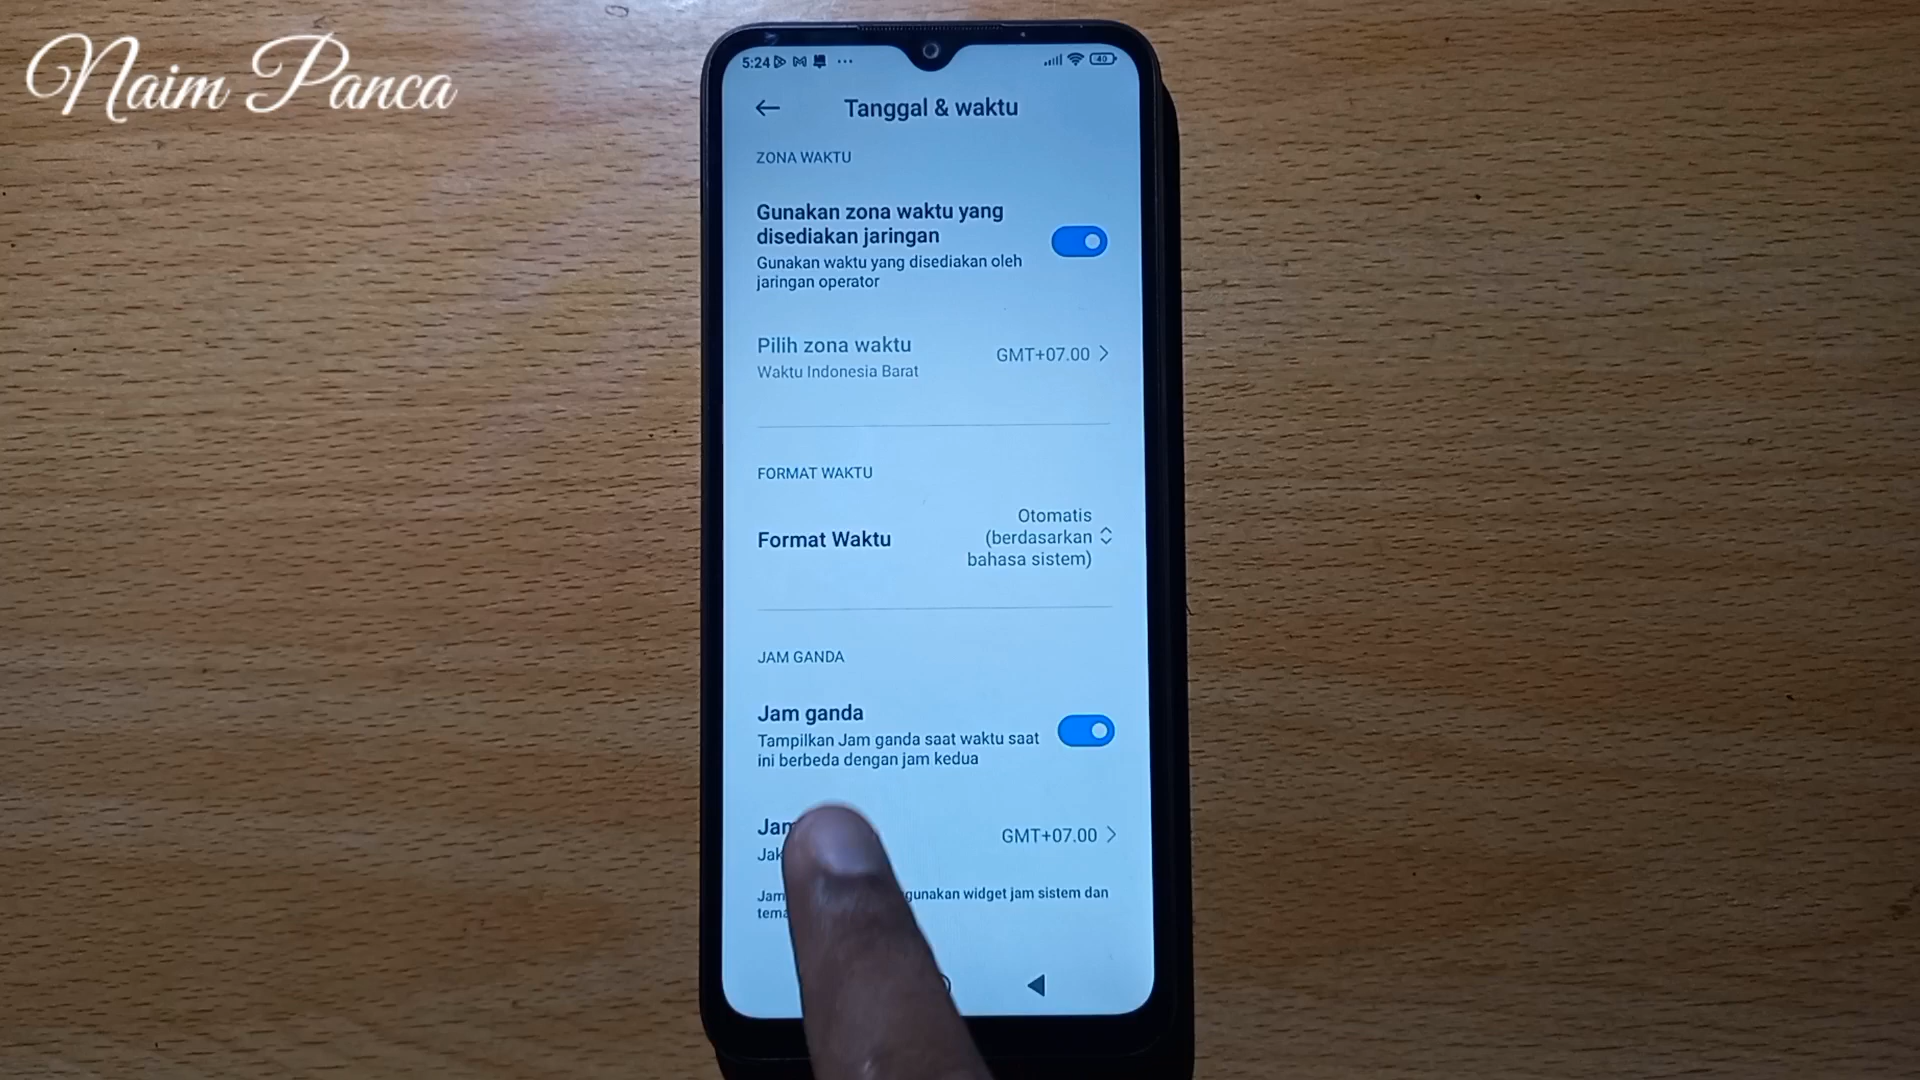 Naim Panca
5:24
40
Tanggal & waktu
ZONA WAKTU
Gunakan zona waktu yang
disediakan jaringan
Gunakan waktu yang disediakan oleh
jaringan operator
Pilih zona waktu
GMT+07.00
Waktu Indonesia Barat
FORMAT WAKTU
Format Waktu
Otomatis
(berdasarkan
bahasa sistem)
JAM GANDA
Jam ganda
Tampilkan Jam ganda saat waktu saat
ini berbeda dengan jam kedua
GMT+07.00
Jam gunakan widget jam sistem dan